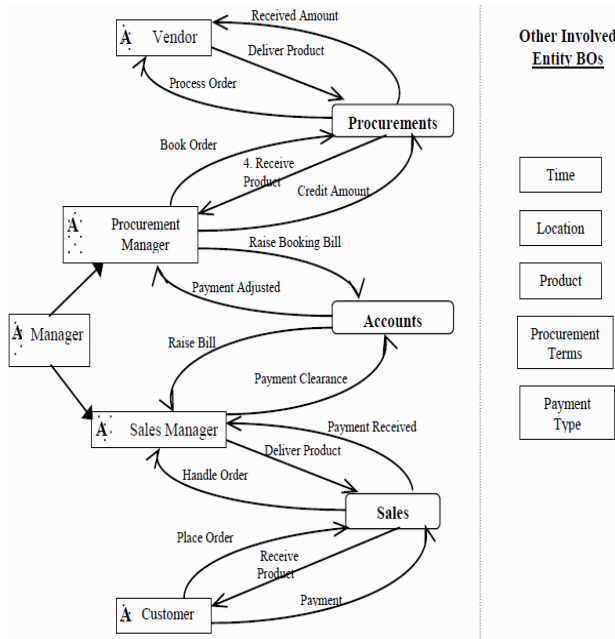 Received Amount
A Vendor
Deliver Product
Process Order
Procurements
Book Order
4. Receive
Product
Credit Amount
A Procurement
Manager
Raise Booking Bill
Payment Adjusted
Accounts
A Manager
Raise Bill
Payment Clearance
A Sales Manager
Payment Received
Deliver Product
Handle Order
Sales
Place Order
Receive
Product
Payment
A Customer
Other Involved
Entity BOs
Time
Location
Product
Procurement
Terms
Payment
Type